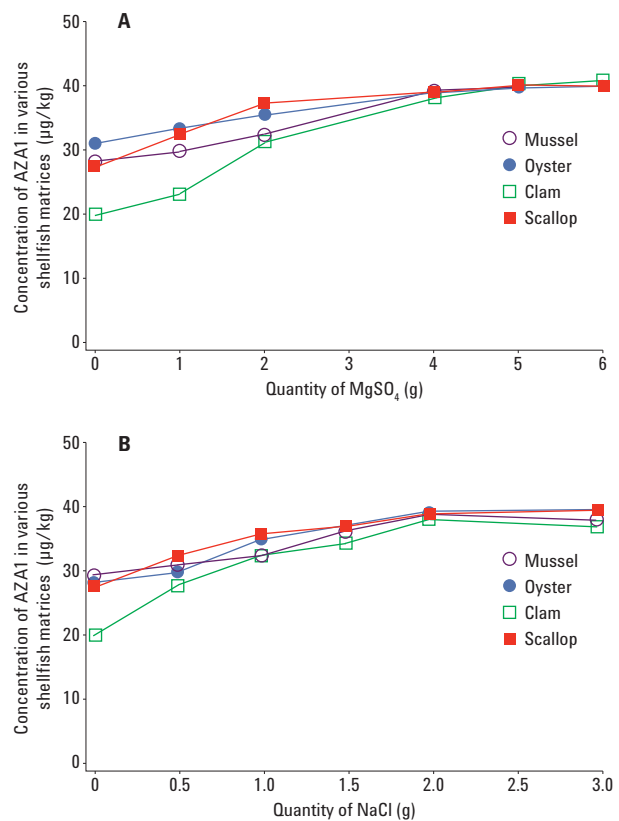 A
50
40
30
20
10
0
Concentration of AZA1 in various
shellfish matrices (µg/kg)
Mussel
Oyster
Clam
Scallop
0 1 2 3 4 5 6
Quantity of MgSO₄ (g)
B
50
40
30
20
10
0
Concentration of AZA1 in various
shellfish matrices (µg/kg)
Mussel
Oyster
Clam
Scallop
0 0.5 1.0 1.5 2.0 2.5 3.0
Quantity of NaCl (g)